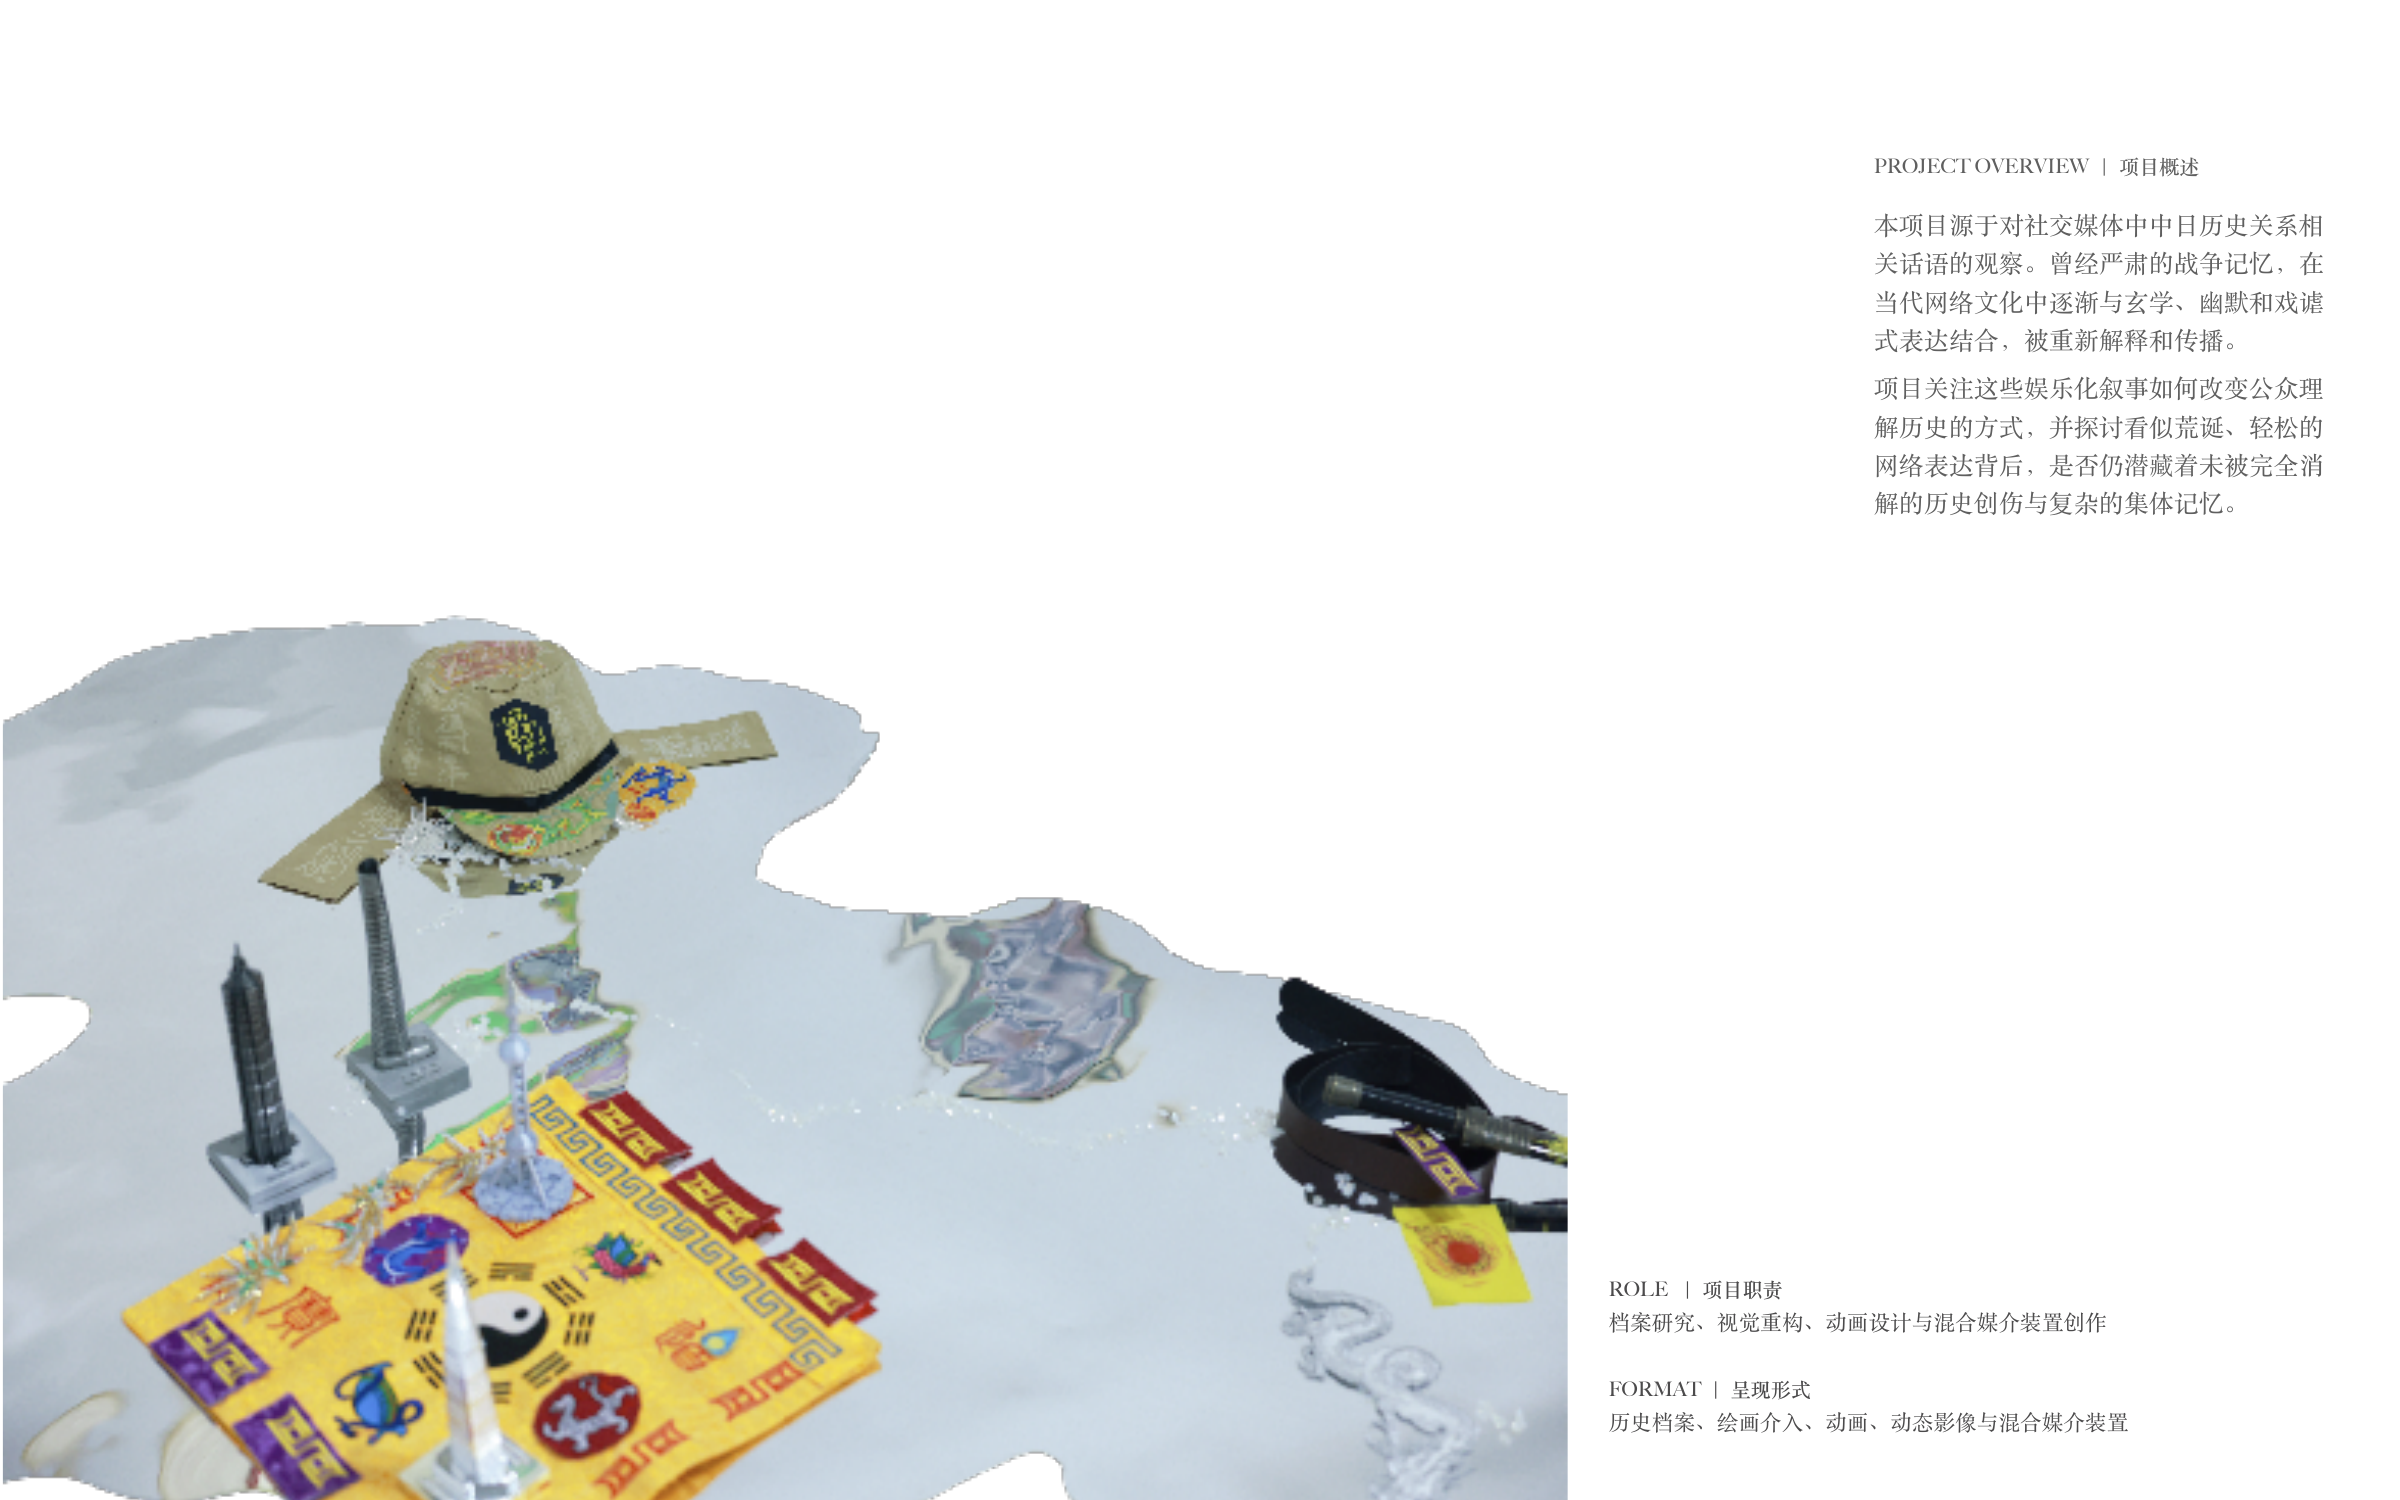 PROJECT OVERVIEW | 项目概述
本项目源于对社交媒体中中日历史关系相
关话语的观察。曾经严肃的战争记忆，在
当代网络文化中逐渐与玄学、幽默和戏谑
式表达结合，被重新解释和传播。
项目关注这些娱乐化叙事如何改变公众理
解历史的方式，并探讨看似荒诞、轻松的
网络表达背后，是否仍潜藏着未被完全消
解的历史创伤与复杂的集体记忆。
ROLE | 项目职责
档案研究、视觉重构、动画设计与混合媒介装置创作
FORMAT | 呈现形式
历史档案、绘画介入、动画、动态影像与混合媒介装置